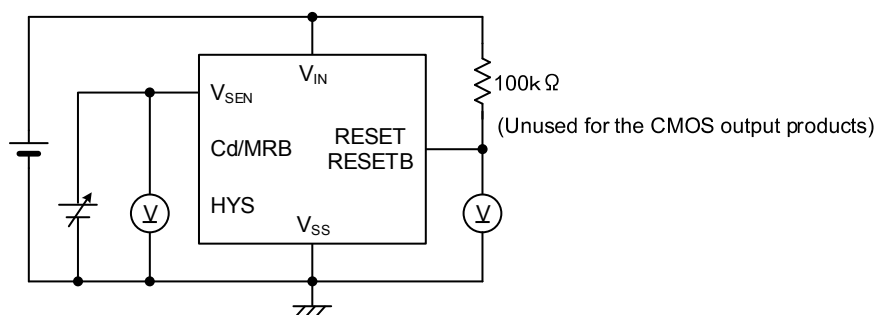 V_IN
V_SEN
100kΩ
(Unused for the CMOS output products)
Cd/MRB
RESET
RESETB
HYS
V
V
V_SS